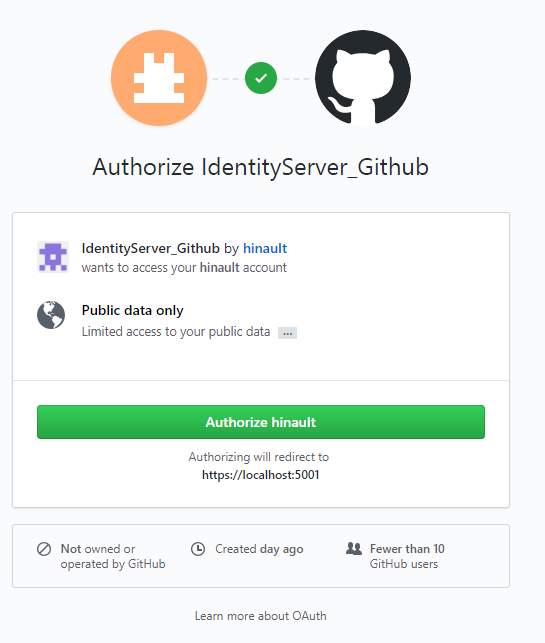 Authorize IdentityServer_Github
IdentityServer_Github by hinault
wants to access your hinault account
Public data only
Limited access to your public data ...
Authorize hinault
Authorizing will redirect to
https://localhost:5001
Not owned or
operated by GitHub
Created day ago
Fewer than 10
GitHub users
Learn more about OAuth